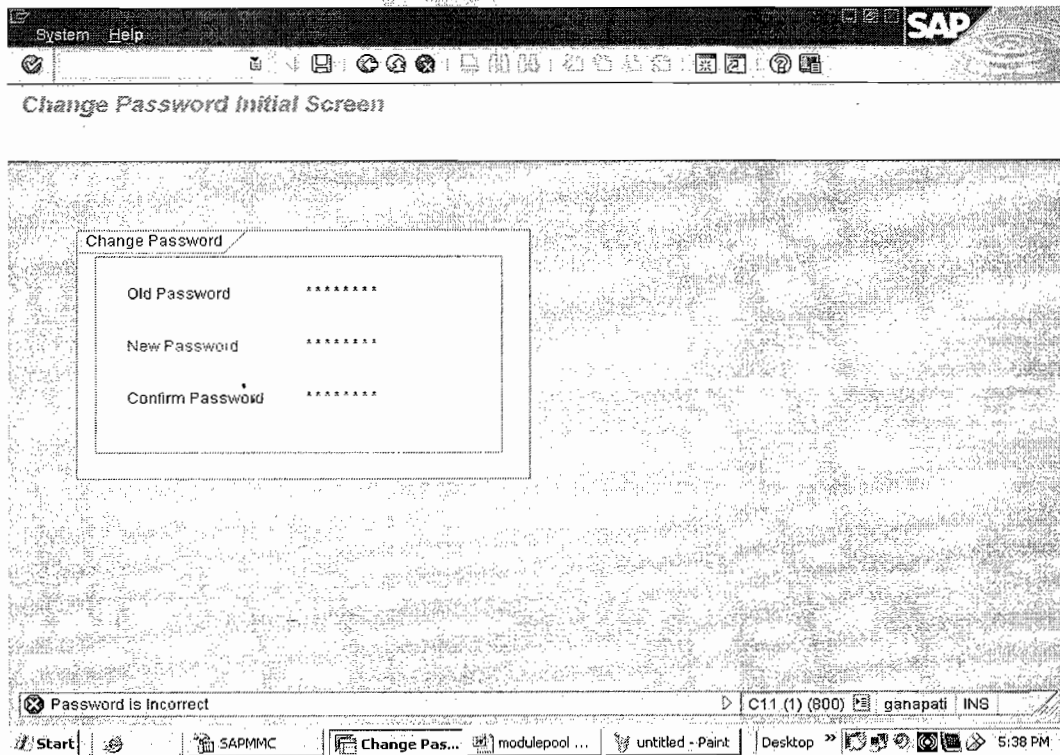 System Help
SAP
Change Password Initial Screen
Change Password
Old Password ********
New Password ********
Confirm Password ********
Password is Incorrect
C11 (1) (800) ganapati INS
Start SAPMMC Change Pas... modulepool ... untitled - Paint Desktop » 5:38 PM